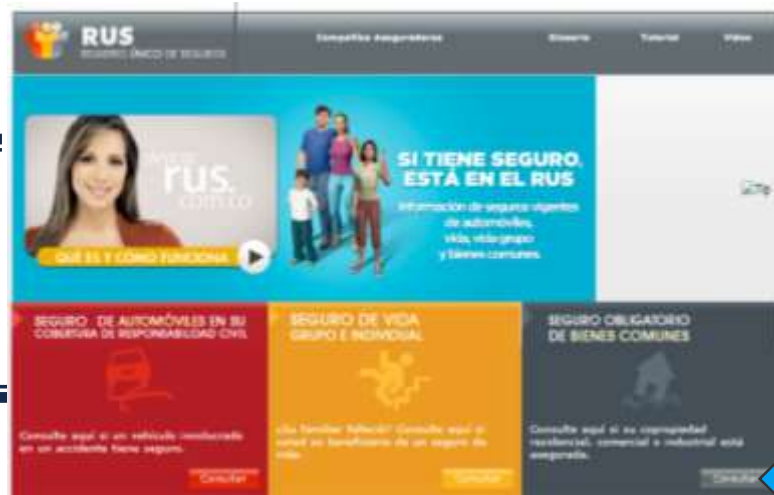 RUS
REGISTRO ÚNICO DE SEGUROS
Compañías Aseguradoras
Glosario
Tutorial
Video
rus.
com.co
QUÉ ES Y CÓMO FUNCIONA
SI TIENE SEGURO,
ESTÁ EN EL RUS
Información de seguros vigentes
de automóviles,
vida, vida grupo
y bienes comunes.
SEGURO DE AUTOMÓVILES EN SU
COBERTURA DE RESPONSABILIDAD CIVIL
Consulte aquí si un vehículo involucrado
en un accidente tiene seguro.
Consultar
SEGURO DE VIDA
GRUPO E INDIVIDUAL
¿Su familiar falleció? Consulte aquí si
usted es beneficiario de un seguro de
vida.
Consultar
SEGURO OBLIGATORIO
DE BIENES COMUNES
Consulte aquí si su copropiedad
residencial, comercial o industrial está
asegurada.
Consultar